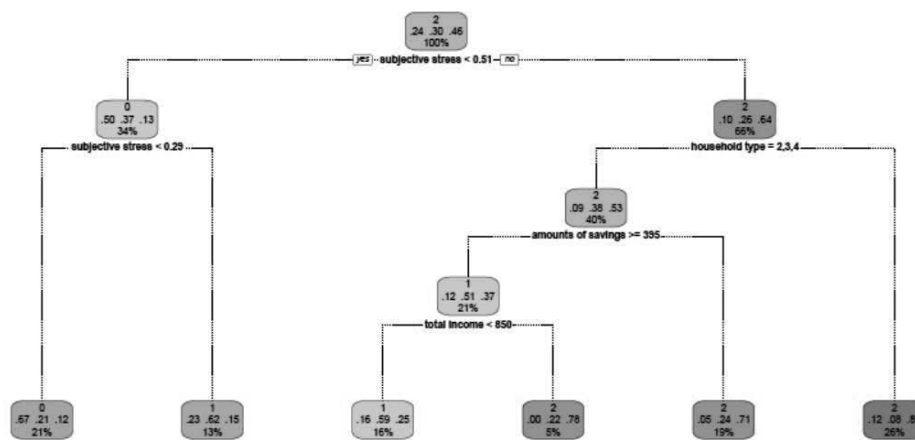 2
.24 .30 .46
100%
yes subjective stress < 0.51 no
0
.50 .37 .13
34%
subjective stress < 0.29
2
.10 .26 .64
66%
household type = 2,3,4
2
.09 .38 .53
40%
amounts of savings >= 395
1
.12 .51 .37
21%
total income < 850
0
.67 .21 .12
21%
1
.23 .62 .15
13%
1
.16 .59 .25
16%
2
.00 .22 .78
5%
2
.05 .24 .71
19%
2
.12 .08
26%